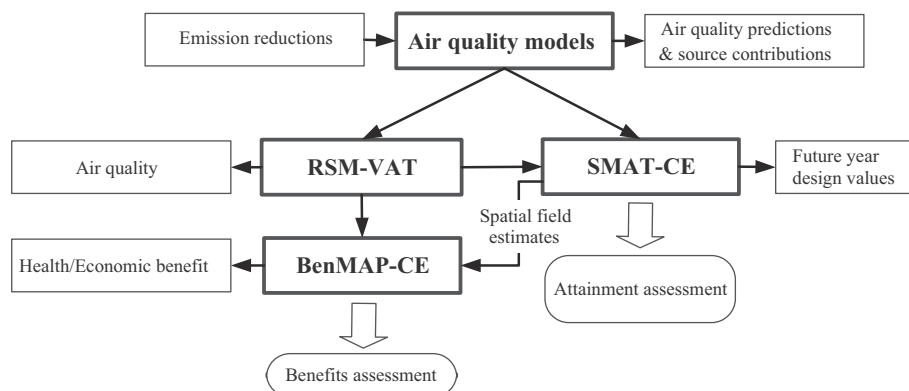 Emission reductions
Air quality models
Air quality predictions
& source contributions
Air quality
RSM-VAT
SMAT-CE
Future year
design values
Spatial field
estimates
Health/Economic benefit
BenMAP-CE
Attainment assessment
Benefits assessment